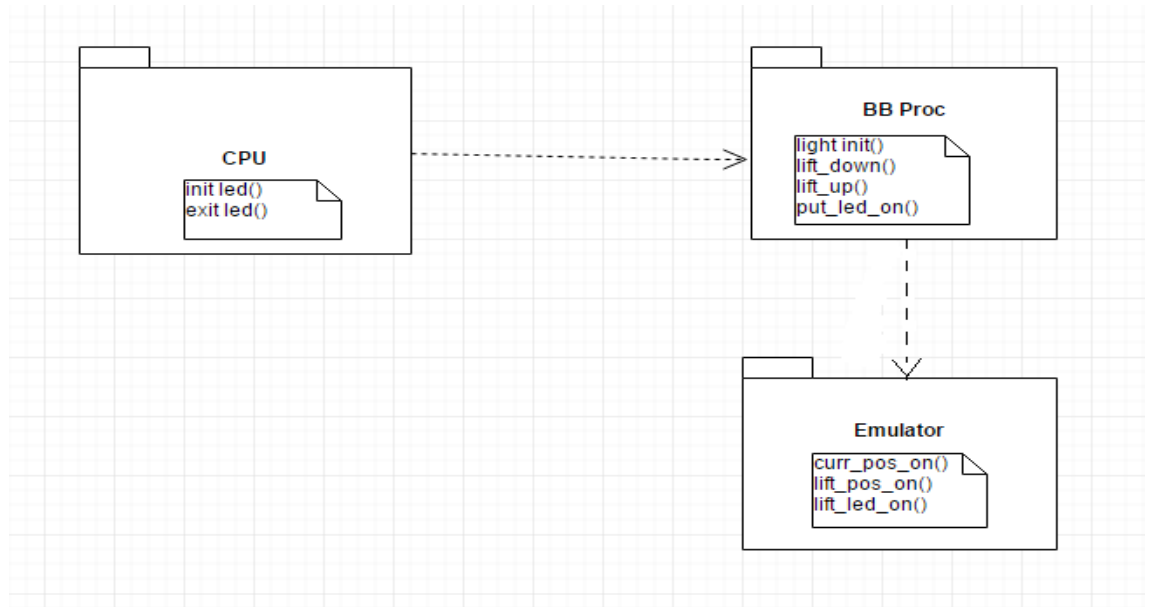 CPU
init led()
exit led()
BB Proc
light init()
lift_down()
lift_up()
put_led_on()
Emulator
curr_pos_on()
lift_pos_on()
lift_led_on()